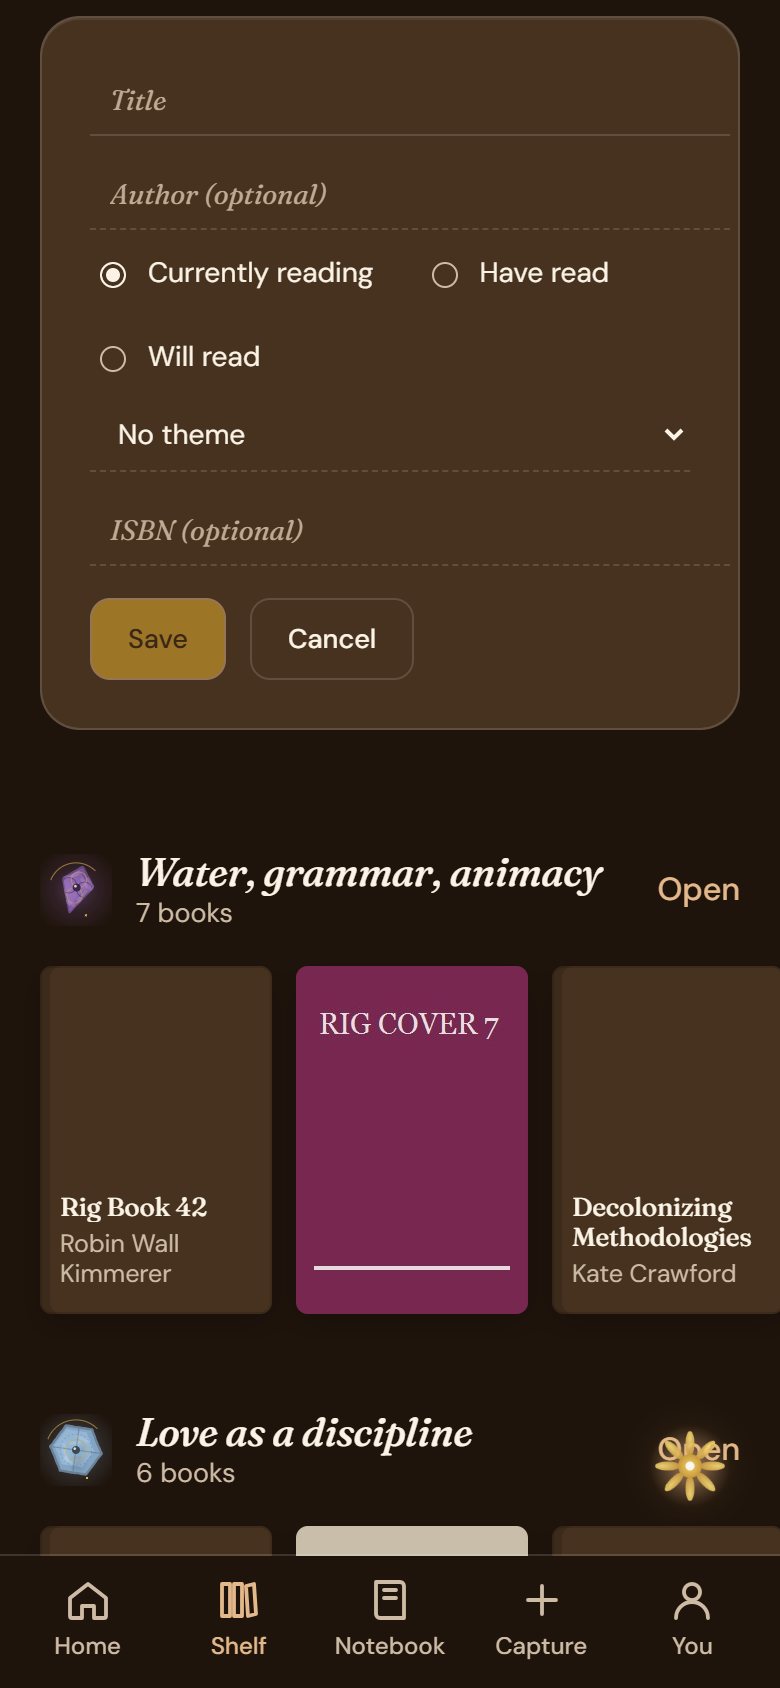 Title
Author (optional)
Currently reading
Have read
Will read
No theme
ISBN (optional)
Save
Cancel
Water, grammar, animacy
7 books
Open
Rig Book 42
Robin Wall
Kimmerer
RIG COVER 7
Decolonizing
Methodologies
Kate Crawford
Love as a discipline
6 books
Open
Home
Shelf
Notebook
Capture
You